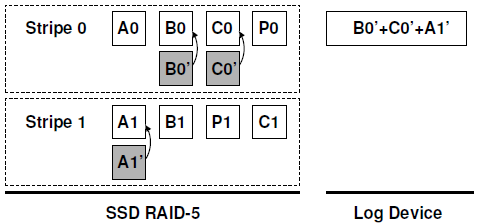 Stripe 0 A0 B0 C0 P0 B0’+C0’+A1’
B0’ C0’
Stripe 1 A1 B1 P1 C1
A1’
SSD RAID-5 Log Device